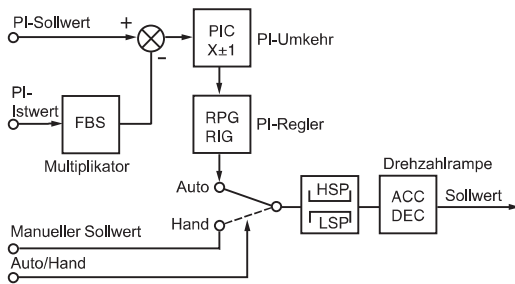 PI-Sollwert
+
–
PIC
X±1
PI-Umkehr
PI-
Istwert
FBS
Multiplikator
RPG
RIG
PI-Regler
Auto
Hand
Manueller Sollwert
Auto/Hand
HSP
LSP
Drehzahlrampe
ACC
DEC
Sollwert